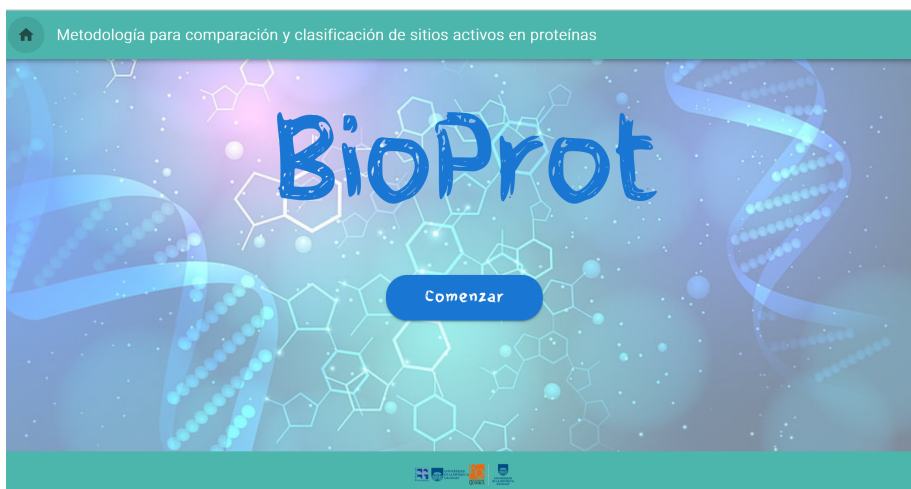 Metodología para comparación y clasificación de sitios activos en proteínas
BioProt
Comenzar